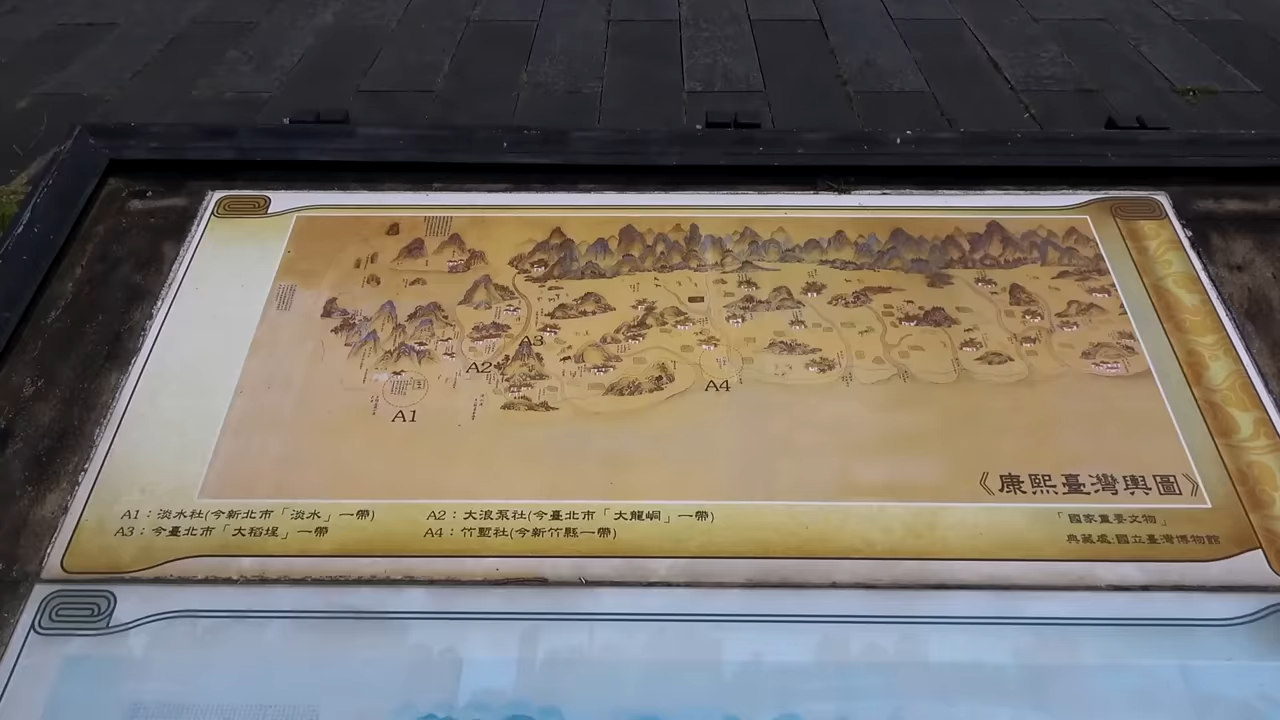 A3
A2
A4
A1
《康熙臺灣輿圖》
A1：淡水社(今新北市「淡水」一帶)
A2：大浪泵社(今臺北市「大龍峒」一帶)
A3：今臺北市「大稻埕」一帶
A4：竹塹社(今新竹縣一帶)
「國家重要文物」
典藏處:國立臺灣博物館